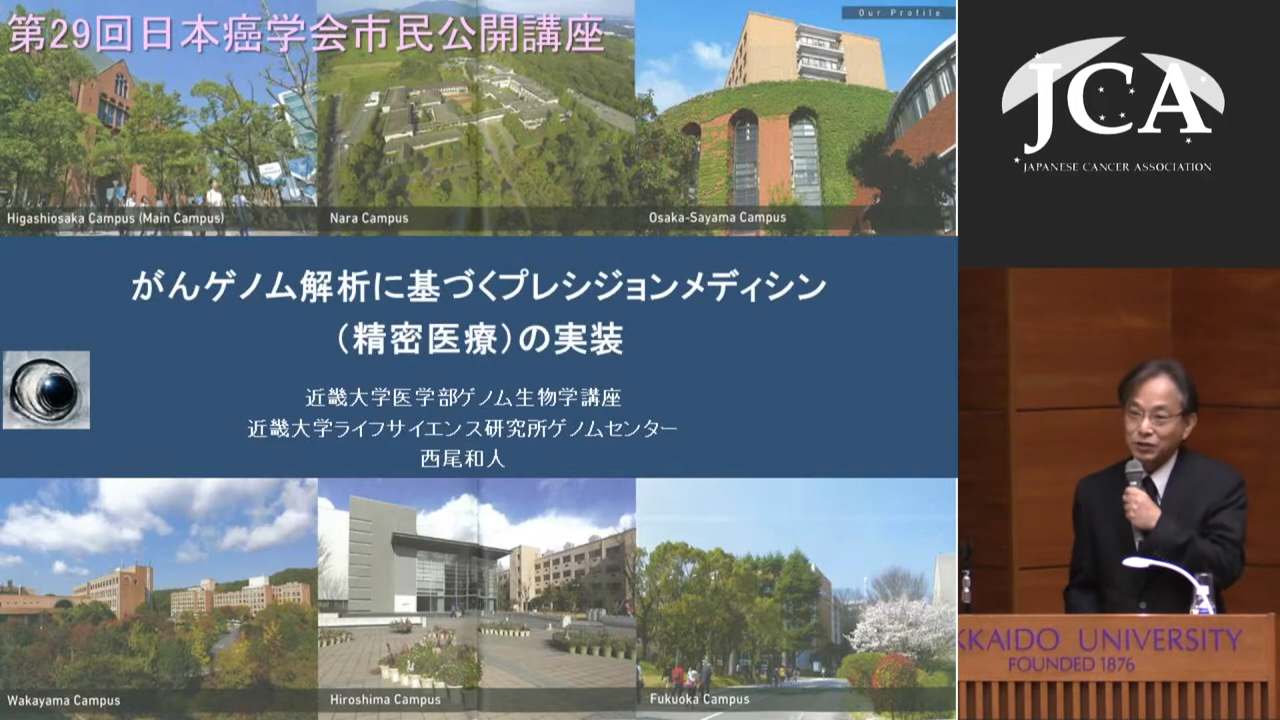 第29回日本癌学会市民公開講座
Our Profile
Higashiosaka Campus (Main Campus)
Nara Campus
Osaka-Sayama Campus
がんゲノム解析に基づくプレシジョンメディシン
（精密医療）の実装
近畿大学医学部ゲノム生物学講座
近畿大学ライフサイエンス研究所ゲノムセンター
西尾和人
Wakayama Campus
Hiroshima Campus
Fukuoka Campus
JCA
JAPANESE CANCER ASSOCIATION
KKAIDO UNIVERSITY
FOUNDED 1876